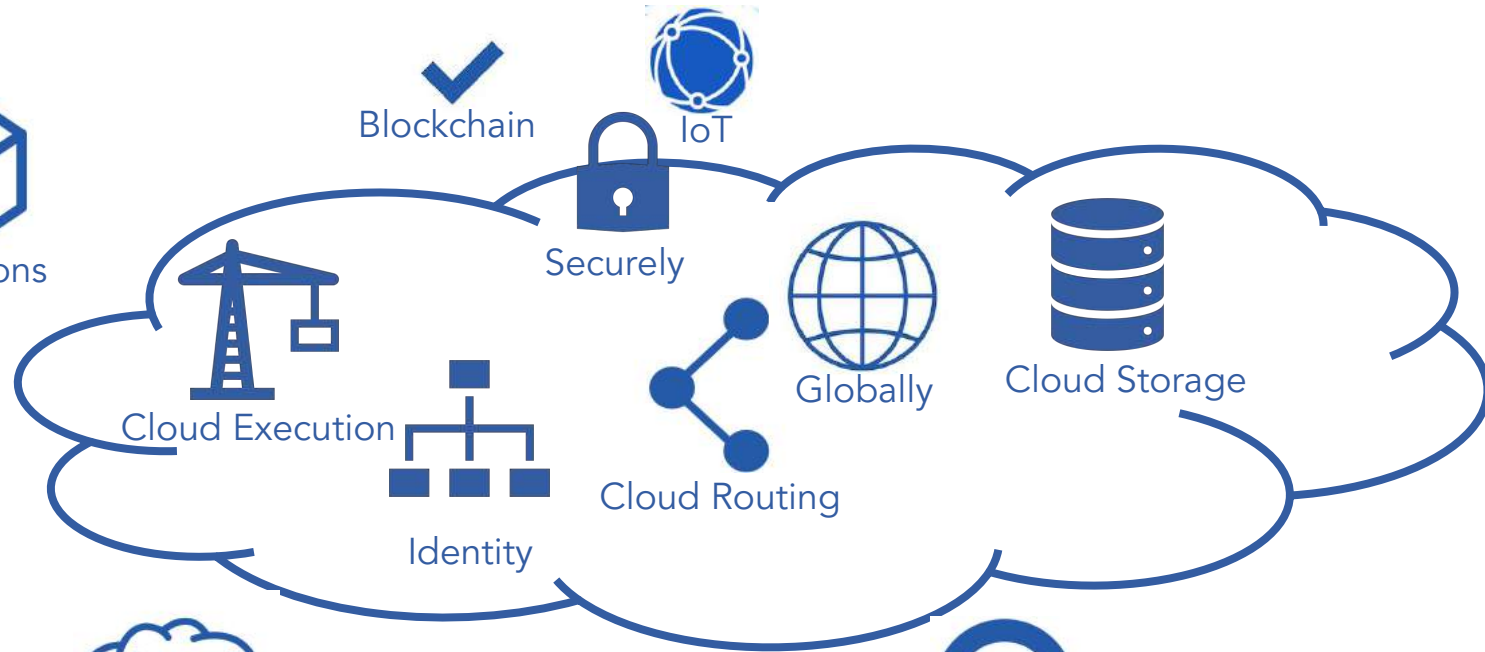 Blockchain
IoT
Securely
ons
Globally
Cloud Storage
Cloud Execution
Cloud Routing
Identity